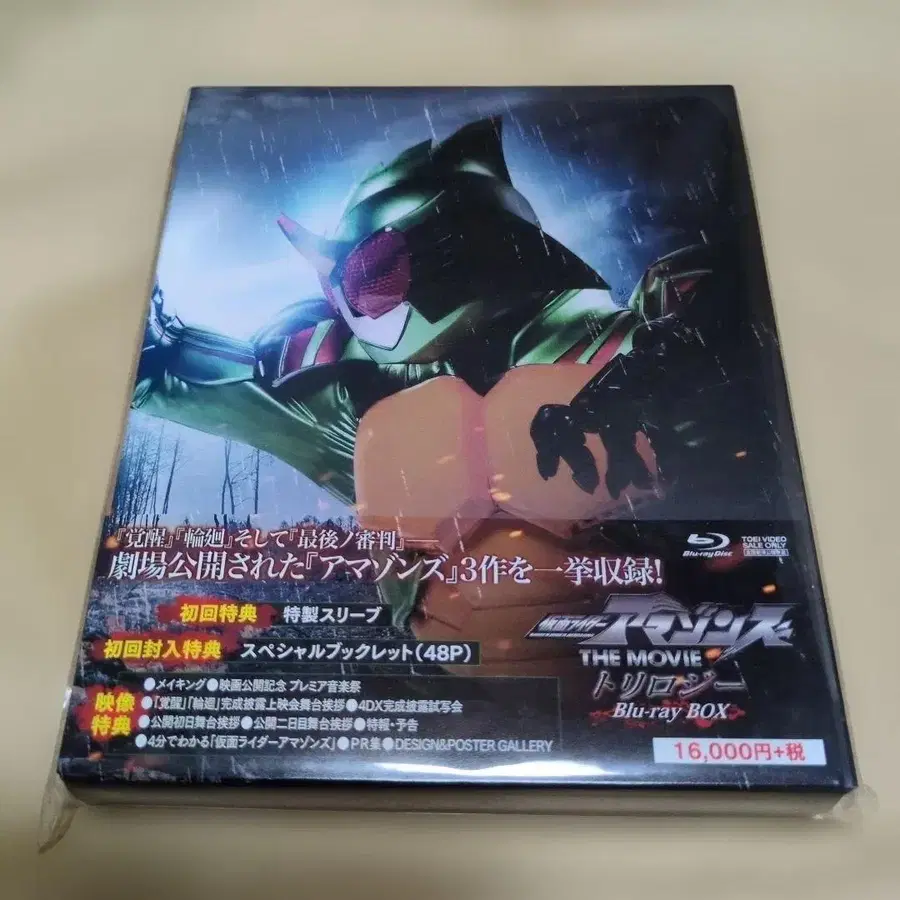 『覚醒』『輪廻』そして『最後ノ審判』──
劇場公開された『アマゾンズ』3作を一挙収録!
初回特典 特製スリーブ
初回封入特典 スペシャルブックレット(48P)
映像特典
●メイキング●映画公開記念 プレミア音楽祭
●「覚醒」「輪廻」完成披露上映会舞台挨拶●4DX完成披露試写会
●公開初日舞台挨拶●公開二日目舞台挨拶●特報・予告
●4分でわかる「仮面ライダーアマゾンズ」●PR集●DESIGN&POSTER GALLERY
Blu-ray Disc
TOEI VIDEO
SALE ONLY
仮面ライダー
アマゾンズ
THE MOVIE
トリロジー
Blu-ray BOX
16,000円+税